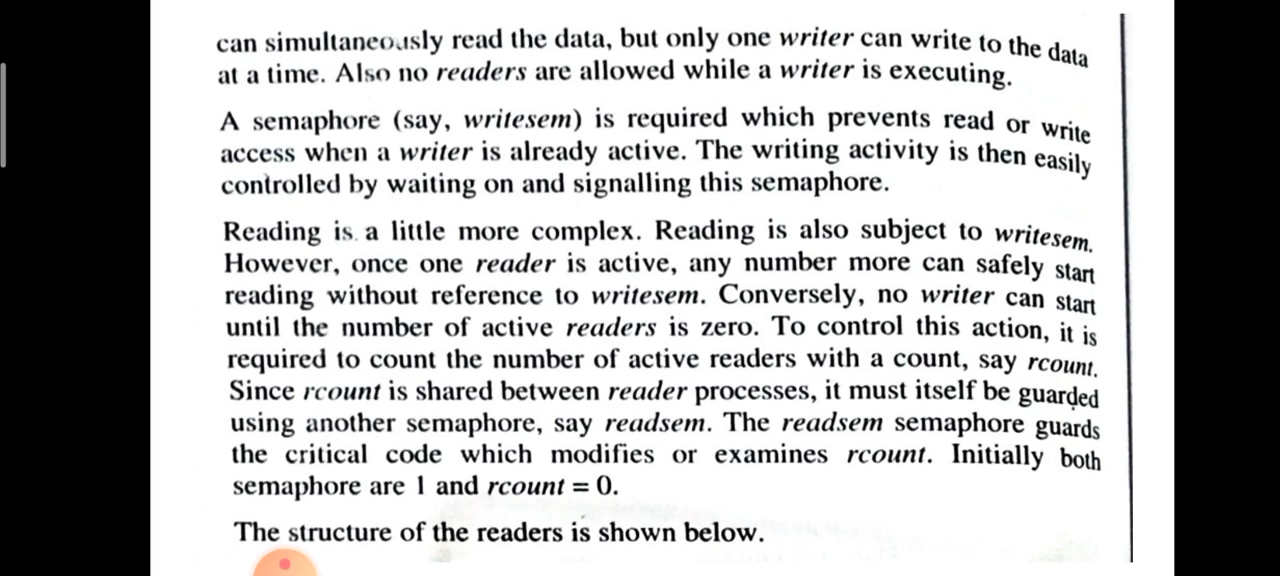 can simultaneously read the data, but only one writer can write to the data
at a time. Also no readers are allowed while a writer is executing.
A semaphore (say, writesem) is required which prevents read or write
access when a writer is already active. The writing activity is then easily
controlled by waiting on and signalling this semaphore.
Reading is a little more complex. Reading is also subject to writesem.
However, once one reader is active, any number more can safely start
reading without reference to writesem. Conversely, no writer can start
until the number of active readers is zero. To control this action, it is
required to count the number of active readers with a count, say rcount.
Since rcount is shared between reader processes, it must itself be guarded
using another semaphore, say readsem. The readsem semaphore guards
the critical code which modifies or examines rcount. Initially both
semaphore are 1 and rcount = 0.
The structure of the readers is shown below.